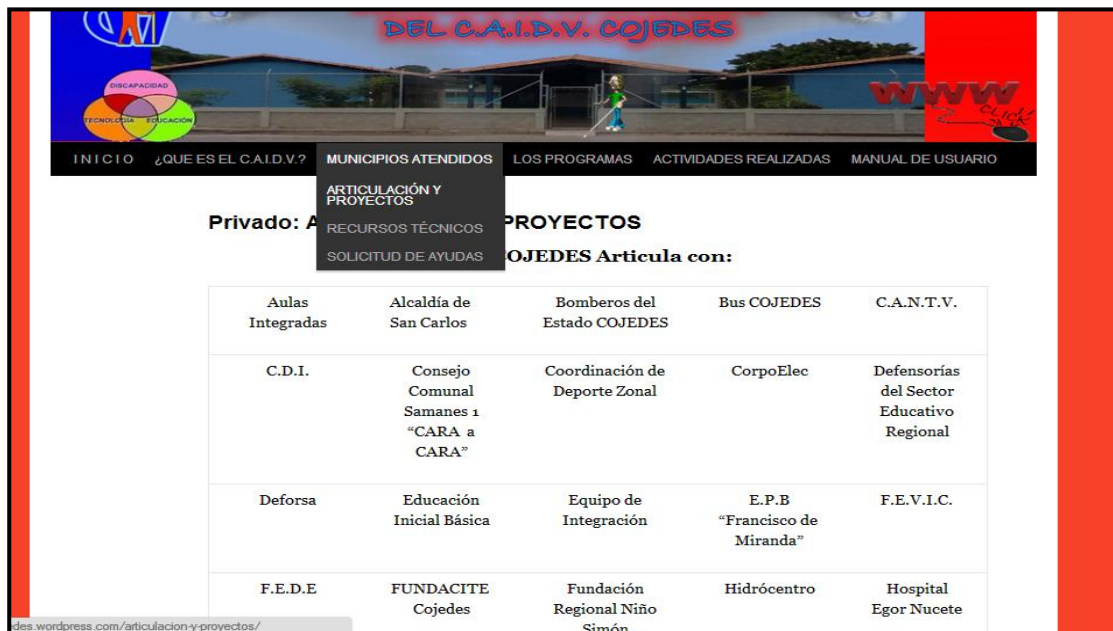 DEL C.A.I.D.V. COJEDES
DISCAPACIDAD
TECNOLOGÍA EDUCACIÓN
WWW
CLICK
INICIO ¿QUE ES EL C.A.I.D.V.? MUNICIPIOS ATENDIDOS LOS PROGRAMAS ACTIVIDADES REALIZADAS MANUAL DE USUARIO
ARTICULACIÓN Y
PROYECTOS
RECURSOS TÉCNICOS
SOLICITUD DE AYUDAS
Privado: A PROYECTOS
OJEDES Articula con:
Aulas Alcaldía de Bomberos del Bus COJEDES C.A.N.T.V.
Integradas San Carlos Estado COJEDES
C.D.I. Consejo Coordinación de CorpoElec Defensorías
Comunal Deporte Zonal del Sector
Samanes 1 Educativo
“CARA a Regional
CARA”
Deforsa Educación Equipo de E.P.B F.E.V.I.C.
Inicial Básica Integración “Francisco de
Miranda”
F.E.D.E FUNDACITE Fundación Hidrócentro Hospital
Cojedes Regional Niño Egor Nucete
Simón
edes.wordpress.com/articulacion-y-proyectos/